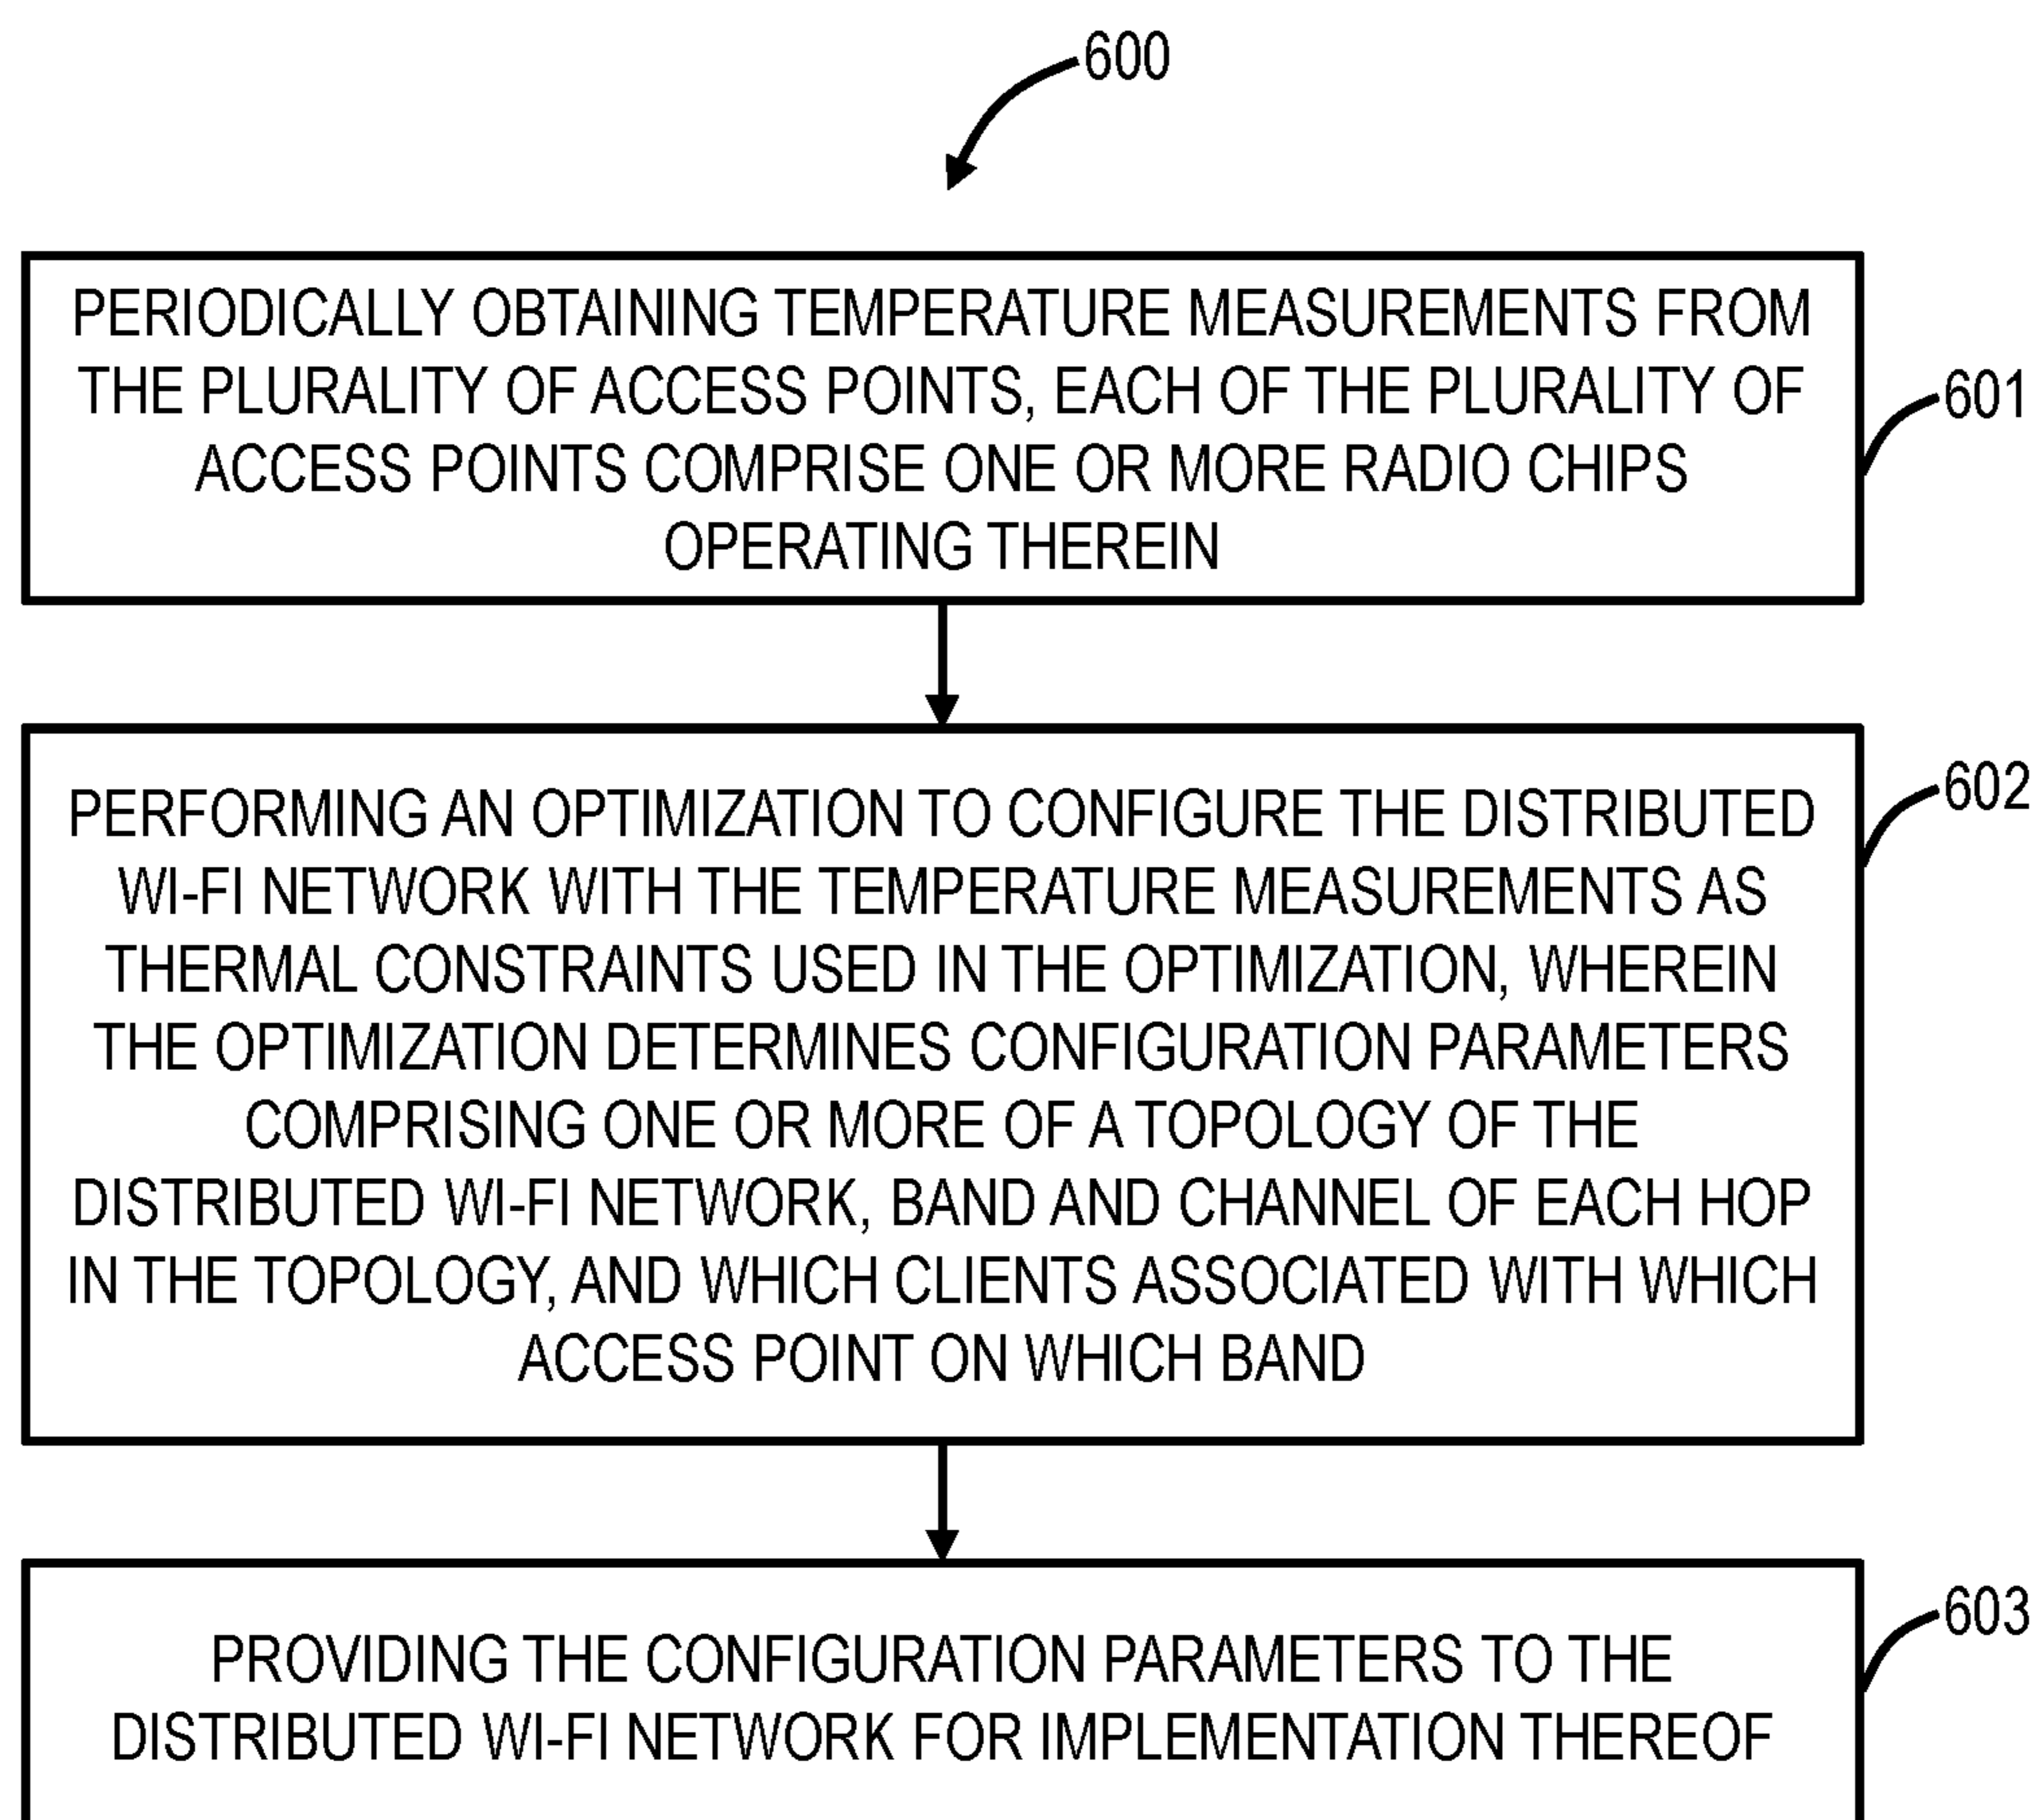 600
PERIODICALLY OBTAINING TEMPERATURE MEASUREMENTS FROM
THE PLURALITY OF ACCESS POINTS, EACH OF THE PLURALITY OF
ACCESS POINTS COMPRISE ONE OR MORE RADIO CHIPS
OPERATING THEREIN
601
PERFORMING AN OPTIMIZATION TO CONFIGURE THE DISTRIBUTED
WI-FI NETWORK WITH THE TEMPERATURE MEASUREMENTS AS
THERMAL CONSTRAINTS USED IN THE OPTIMIZATION, WHEREIN
THE OPTIMIZATION DETERMINES CONFIGURATION PARAMETERS
COMPRISING ONE OR MORE OF A TOPOLOGY OF THE
DISTRIBUTED WI-FI NETWORK, BAND AND CHANNEL OF EACH HOP
IN THE TOPOLOGY, AND WHICH CLIENTS ASSOCIATED WITH WHICH
ACCESS POINT ON WHICH BAND
602
PROVIDING THE CONFIGURATION PARAMETERS TO THE
DISTRIBUTED WI-FI NETWORK FOR IMPLEMENTATION THEREOF
603